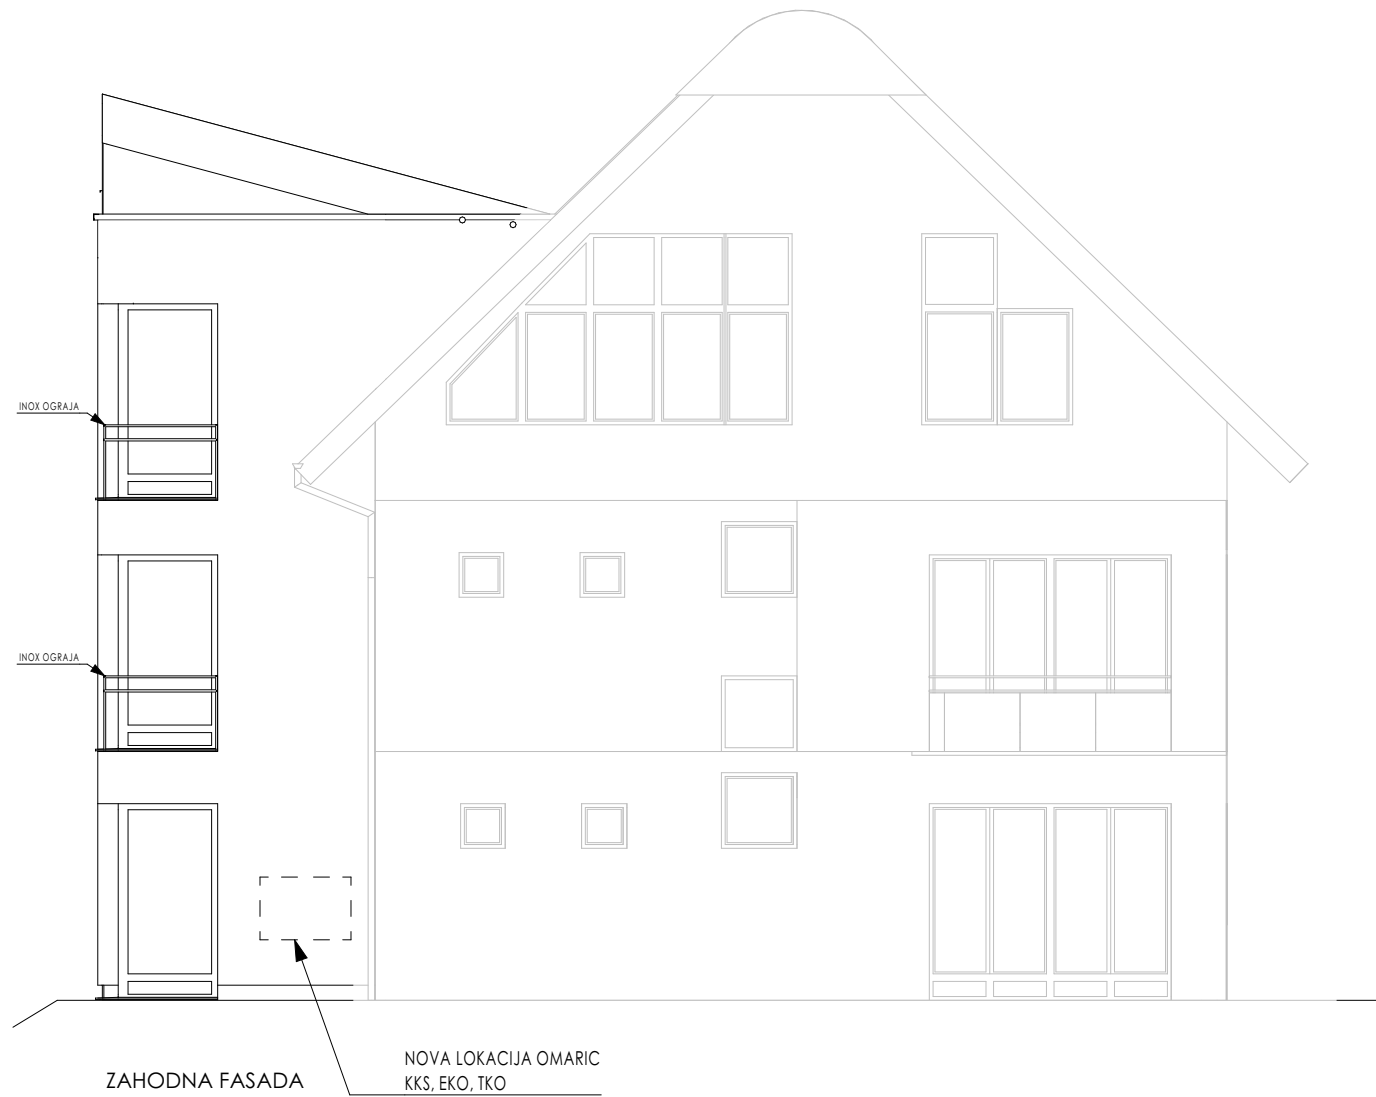 INOX OGRAJA
INOX OGRAJA
NOVA LOKACIJA OMARIC
KKS, EKO, TKO
ZAHODNA FASADA